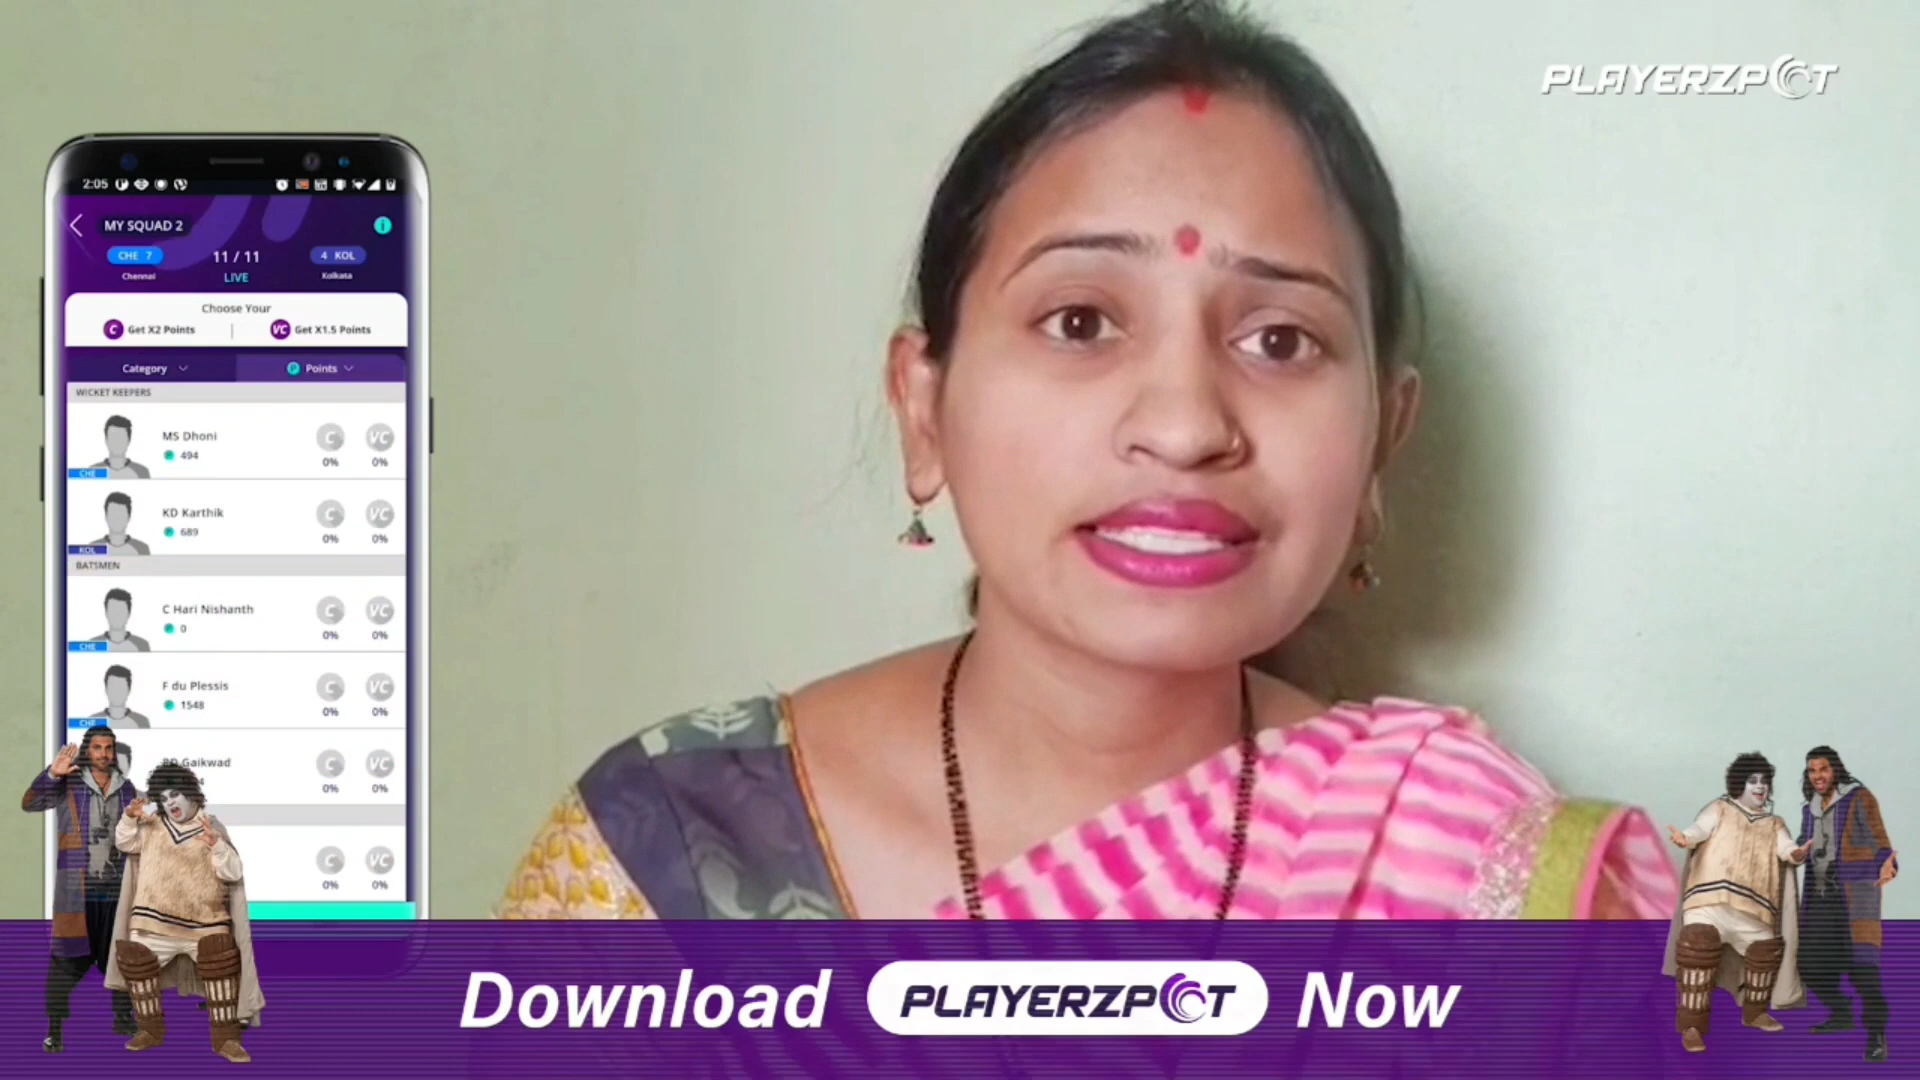 PLAYERZPOT
2:05
MY SQUAD 2
CHE 7
11 / 11
4 KOL
Chennai
LIVE
Kolkata
Choose Your
C Get X2 Points
VC Get X1.5 Points
Category
P Points
WICKET KEEPERS
MS Dhoni
C
VC
P 494
0%
0%
CHE
KD Karthik
C
VC
P 689
0%
0%
KOL
BATSMEN
C Hari Nishanth
C
VC
P 0
0%
0%
CHE
F du Plessis
C
VC
P 1548
0%
0%
CHE
RD Gaikwad
C
VC
0%
0%
C
VC
0%
0%
Download PLAYERZPOT Now